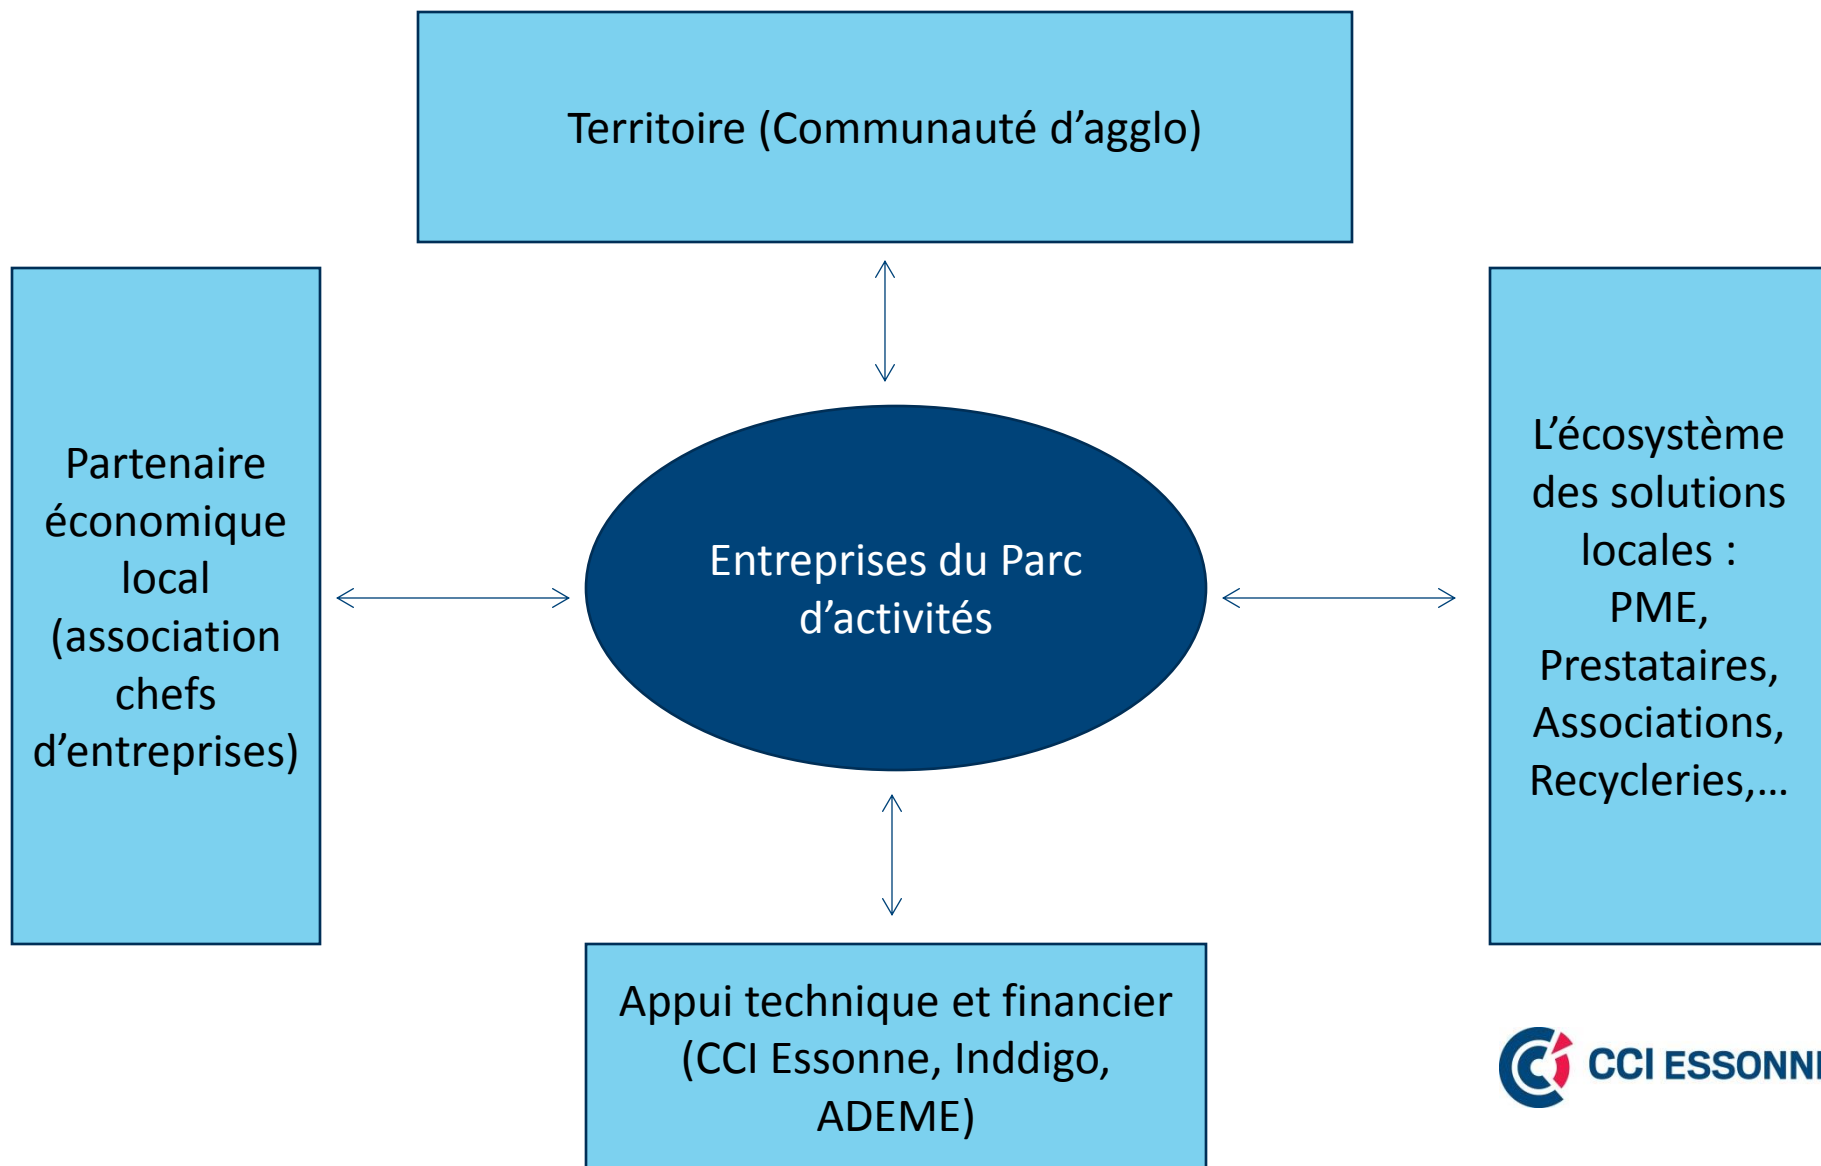 Territoire (Communauté d’agglo)
Partenaire
économique
local
(association
chefs
d’entreprises)
Entreprises du Parc
d’activités
L’écosystème
des solutions
locales :
PME,
Prestataires,
Associations,
Recycleries,…
Appui technique et financier
(CCI Essonne, Inddigo,
ADEME)
CCI ESSONNE